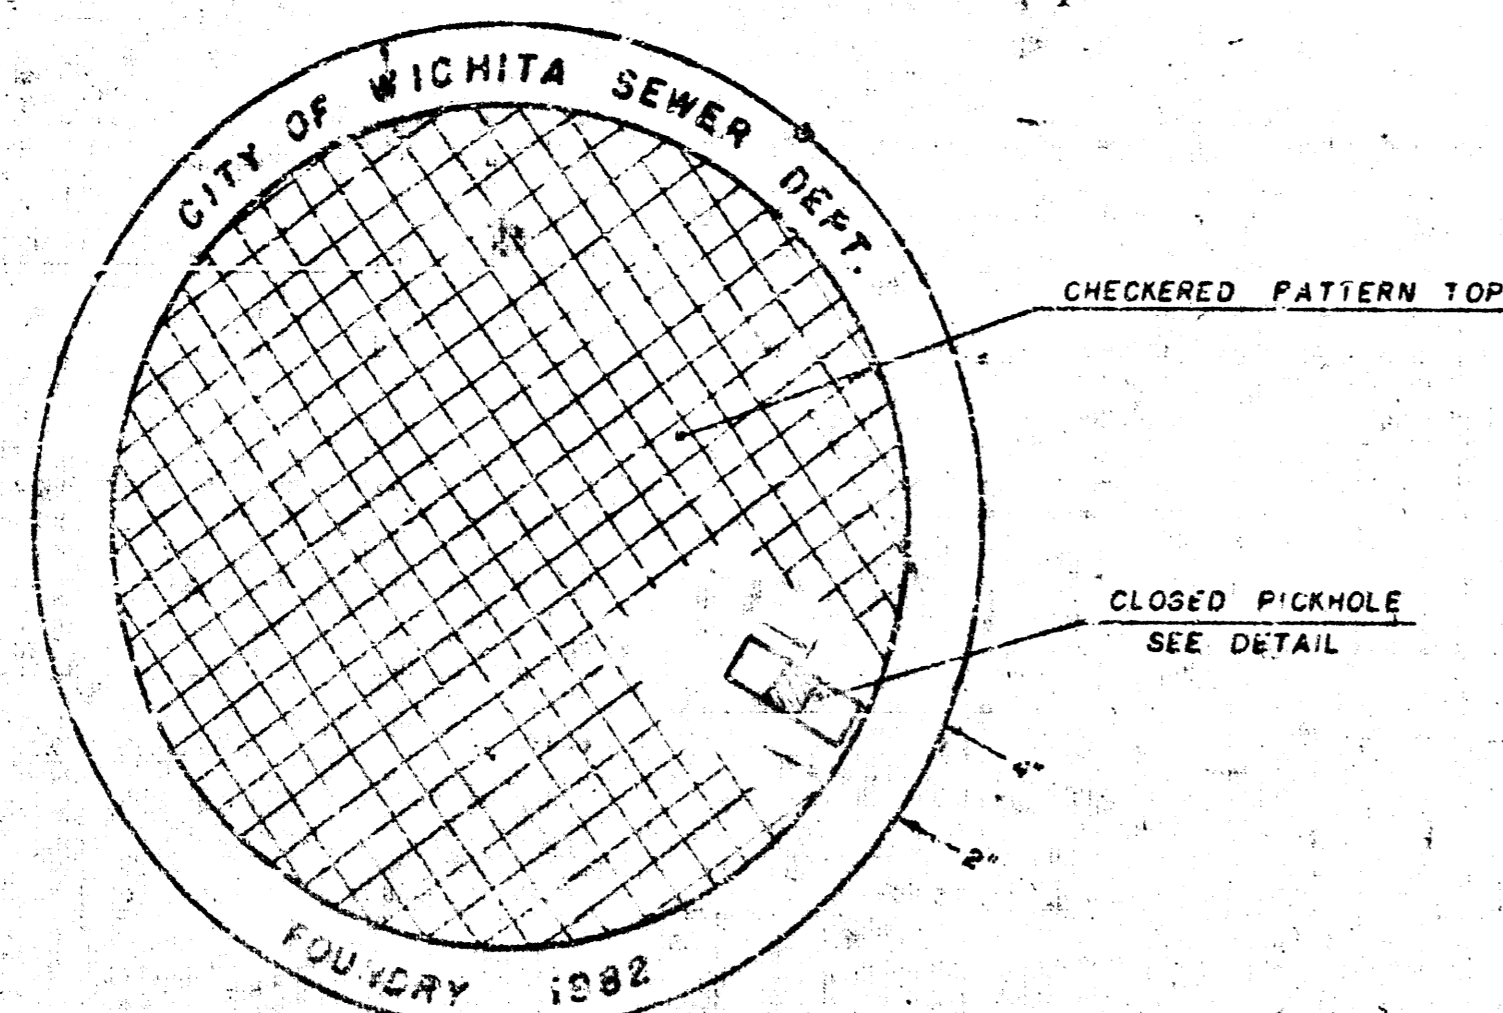 CITY OF WICHITA SEWER DEPT.
CHECKERED PATTERN TOP
CLOSED PICKHOLE
SEE DETAIL
4"
2"
FOUNDRY 1982